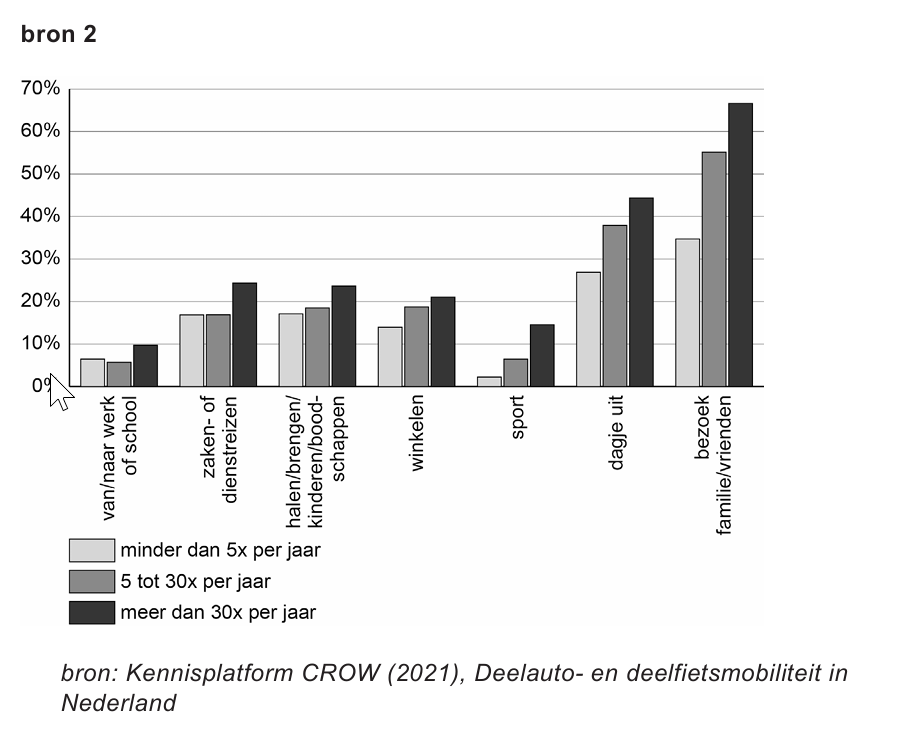 bron 2
70%
60%
50%
40%
30%
20%
10%
0%
van/naar werk
of school
zaken- of
dienstreizen
halen/brengen/
kinderen/bood-
schappen
winkelen
sport
dagje uit
bezoek
familie/vrienden
minder dan 5x per jaar
5 tot 30x per jaar
meer dan 30x per jaar
bron: Kennisplatform CROW (2021), Deelauto- en deelfietsmobiliteit in
Nederland